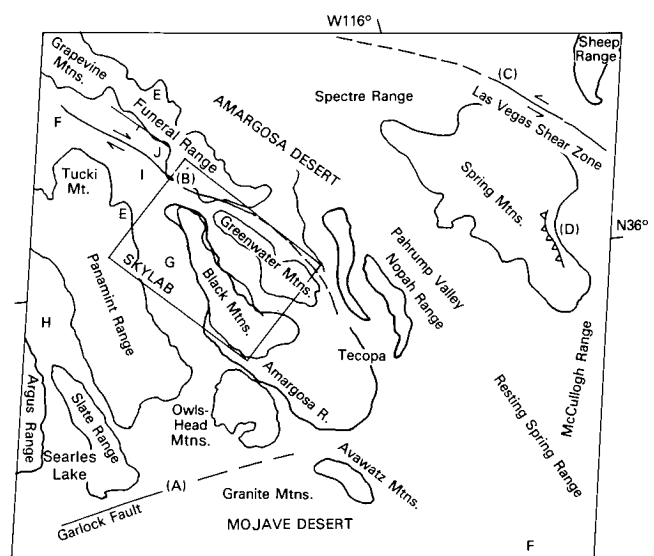 W116°
Grapevine
Mtns.
E
Sheep
Range
(C)
Las Vegas Shear Zone
Spectre Range
AMARGOSA DESERT
Funeral Range
F
J
I
(B)
Tucki
Mt.
E
Spring Mtns.
(D)
N36°
Greenwater Mtns.
Pahrump Valley
Nopah Range
SKYLAB
G
Black Mtns.
Panamint Range
H
Tecopa
McCullogh Range
Resting Spring Range
Argus Range
Slate Range
Amargosa R.
Owls-
Head
Mtns.
Searles
Lake
(A)
Garlock Fault
Avawatz Mtns.
Granite Mtns.
MOJAVE DESERT
F